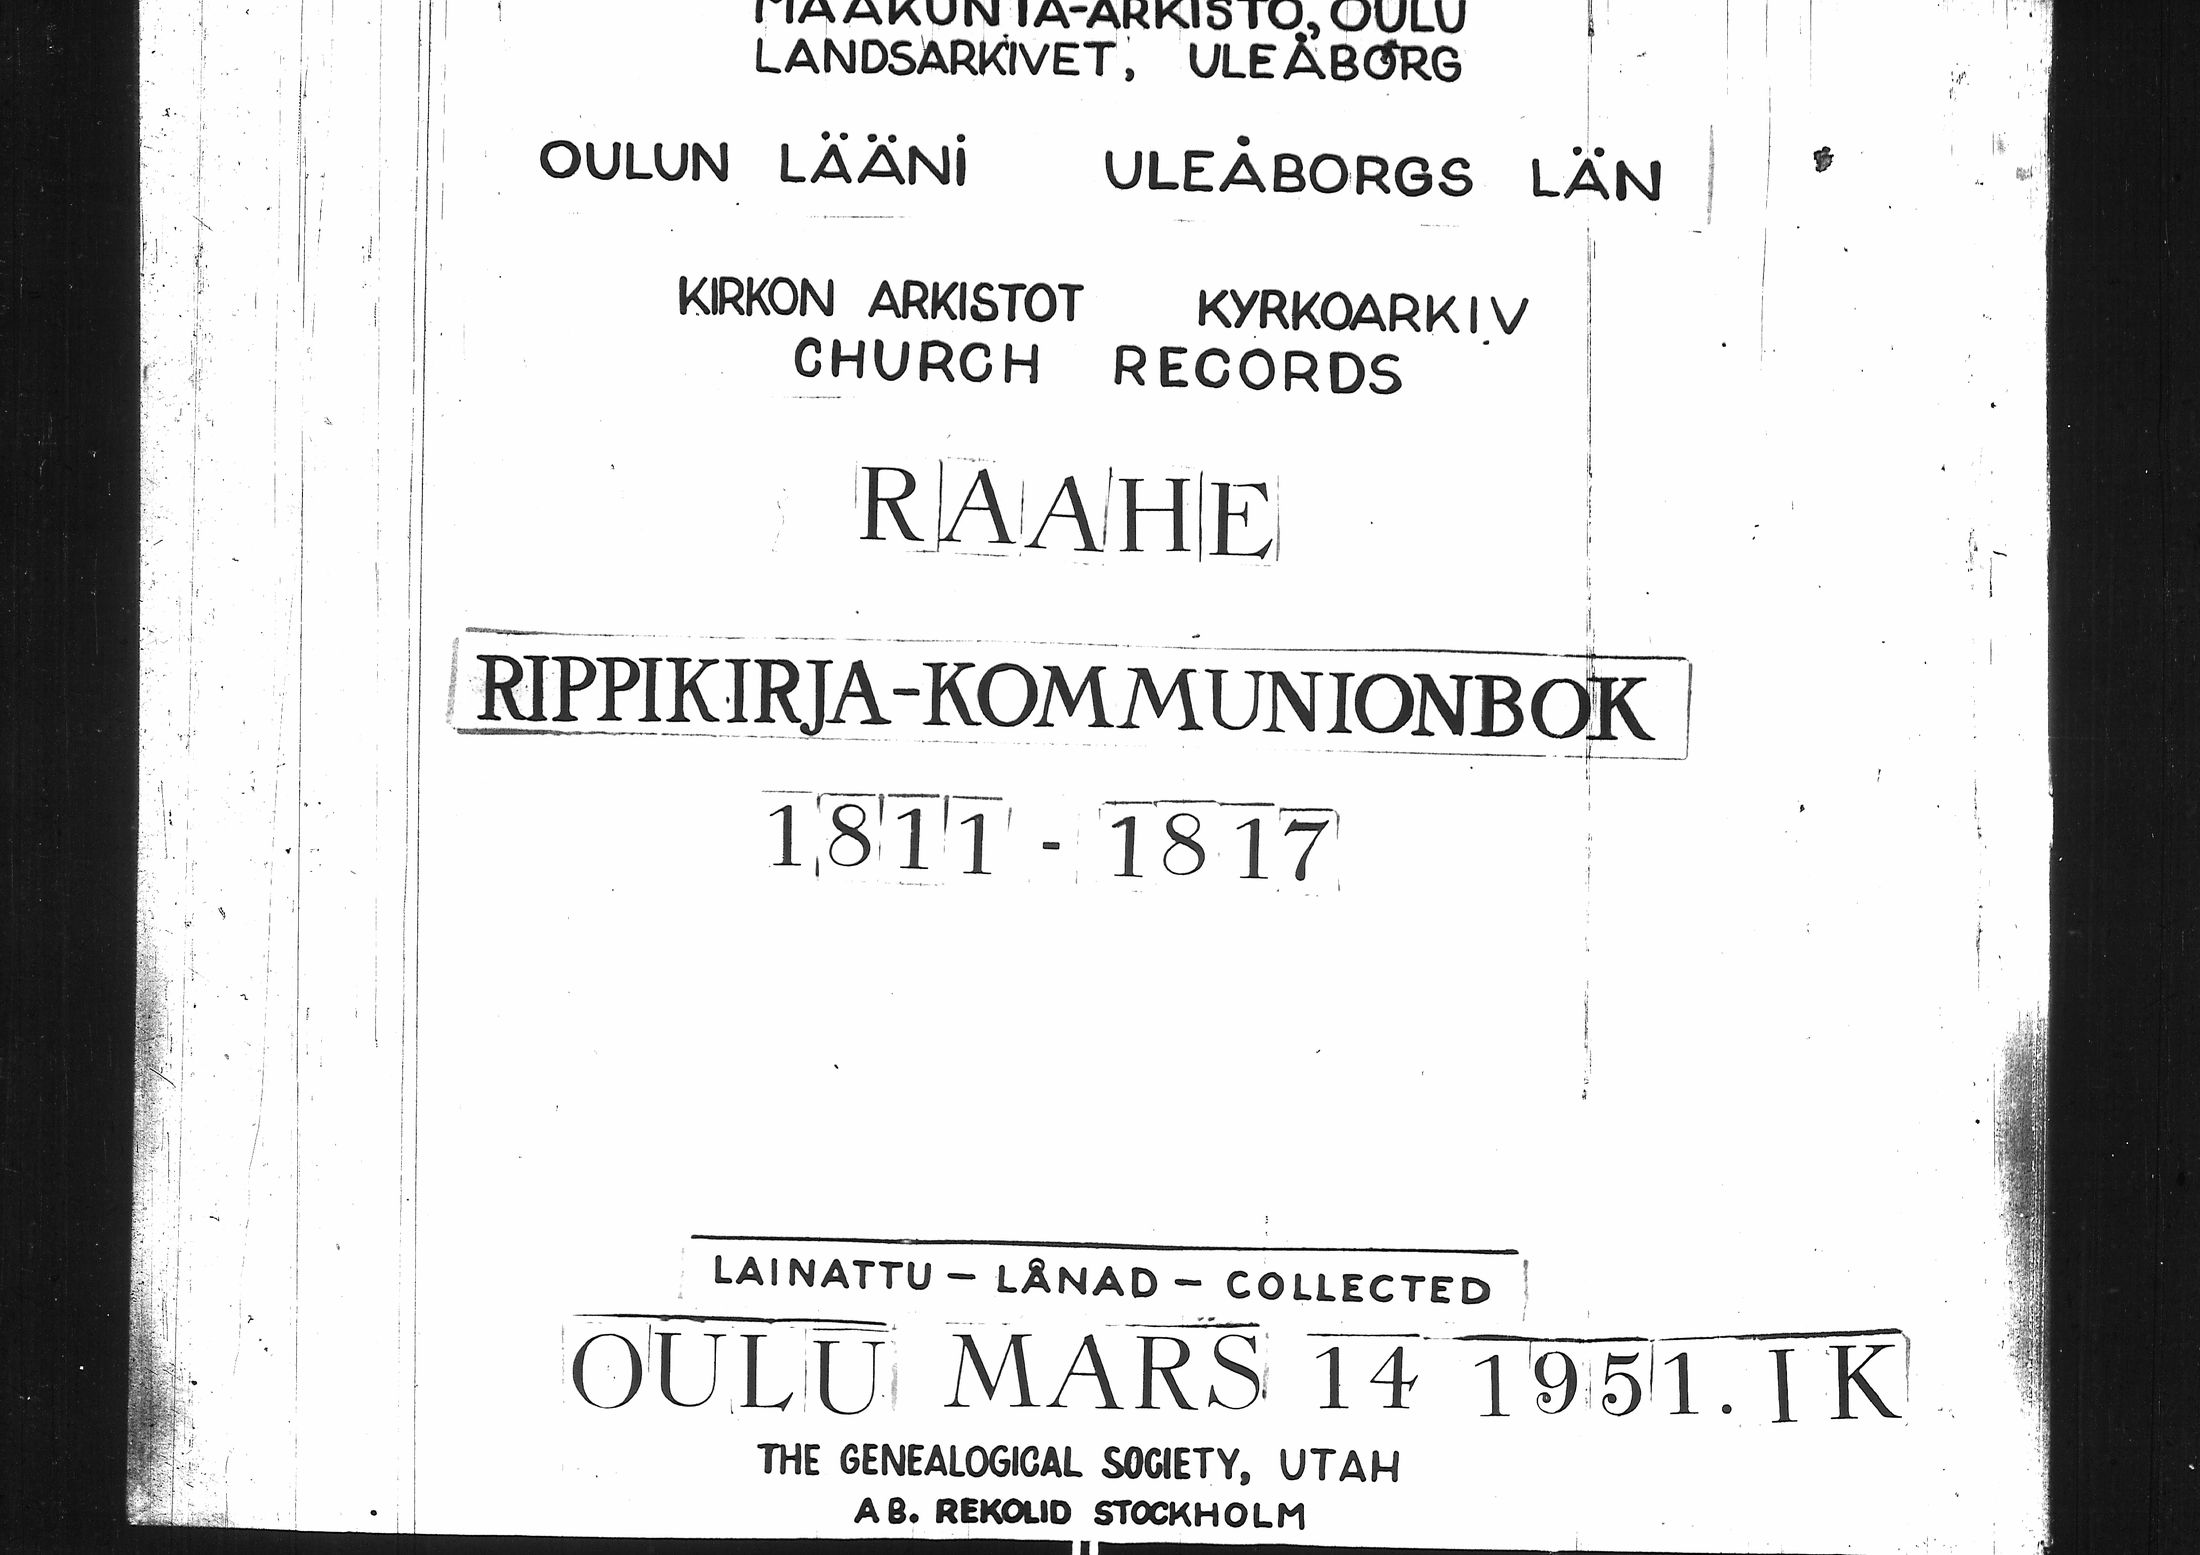 MAAKUNTA-ARKISTO, OULU
LANDSARKIVET, ULEÅBORG
OULUN LÄÄNI ULEÅBORGS LÄN
KIRKON ARKISTOT KYRKOARKIV
CHURCH RECORDS
RAAHE
RIPPIKIRJA-KOMMUNIONBOK
1811 - 1817
LAINATTU - LÅNAD - COLLECTED
OULU MARS 14 1951. I K
THE GENEALOGICAL SOCIETY, UTAH
AB. REKOLID STOCKHOLM